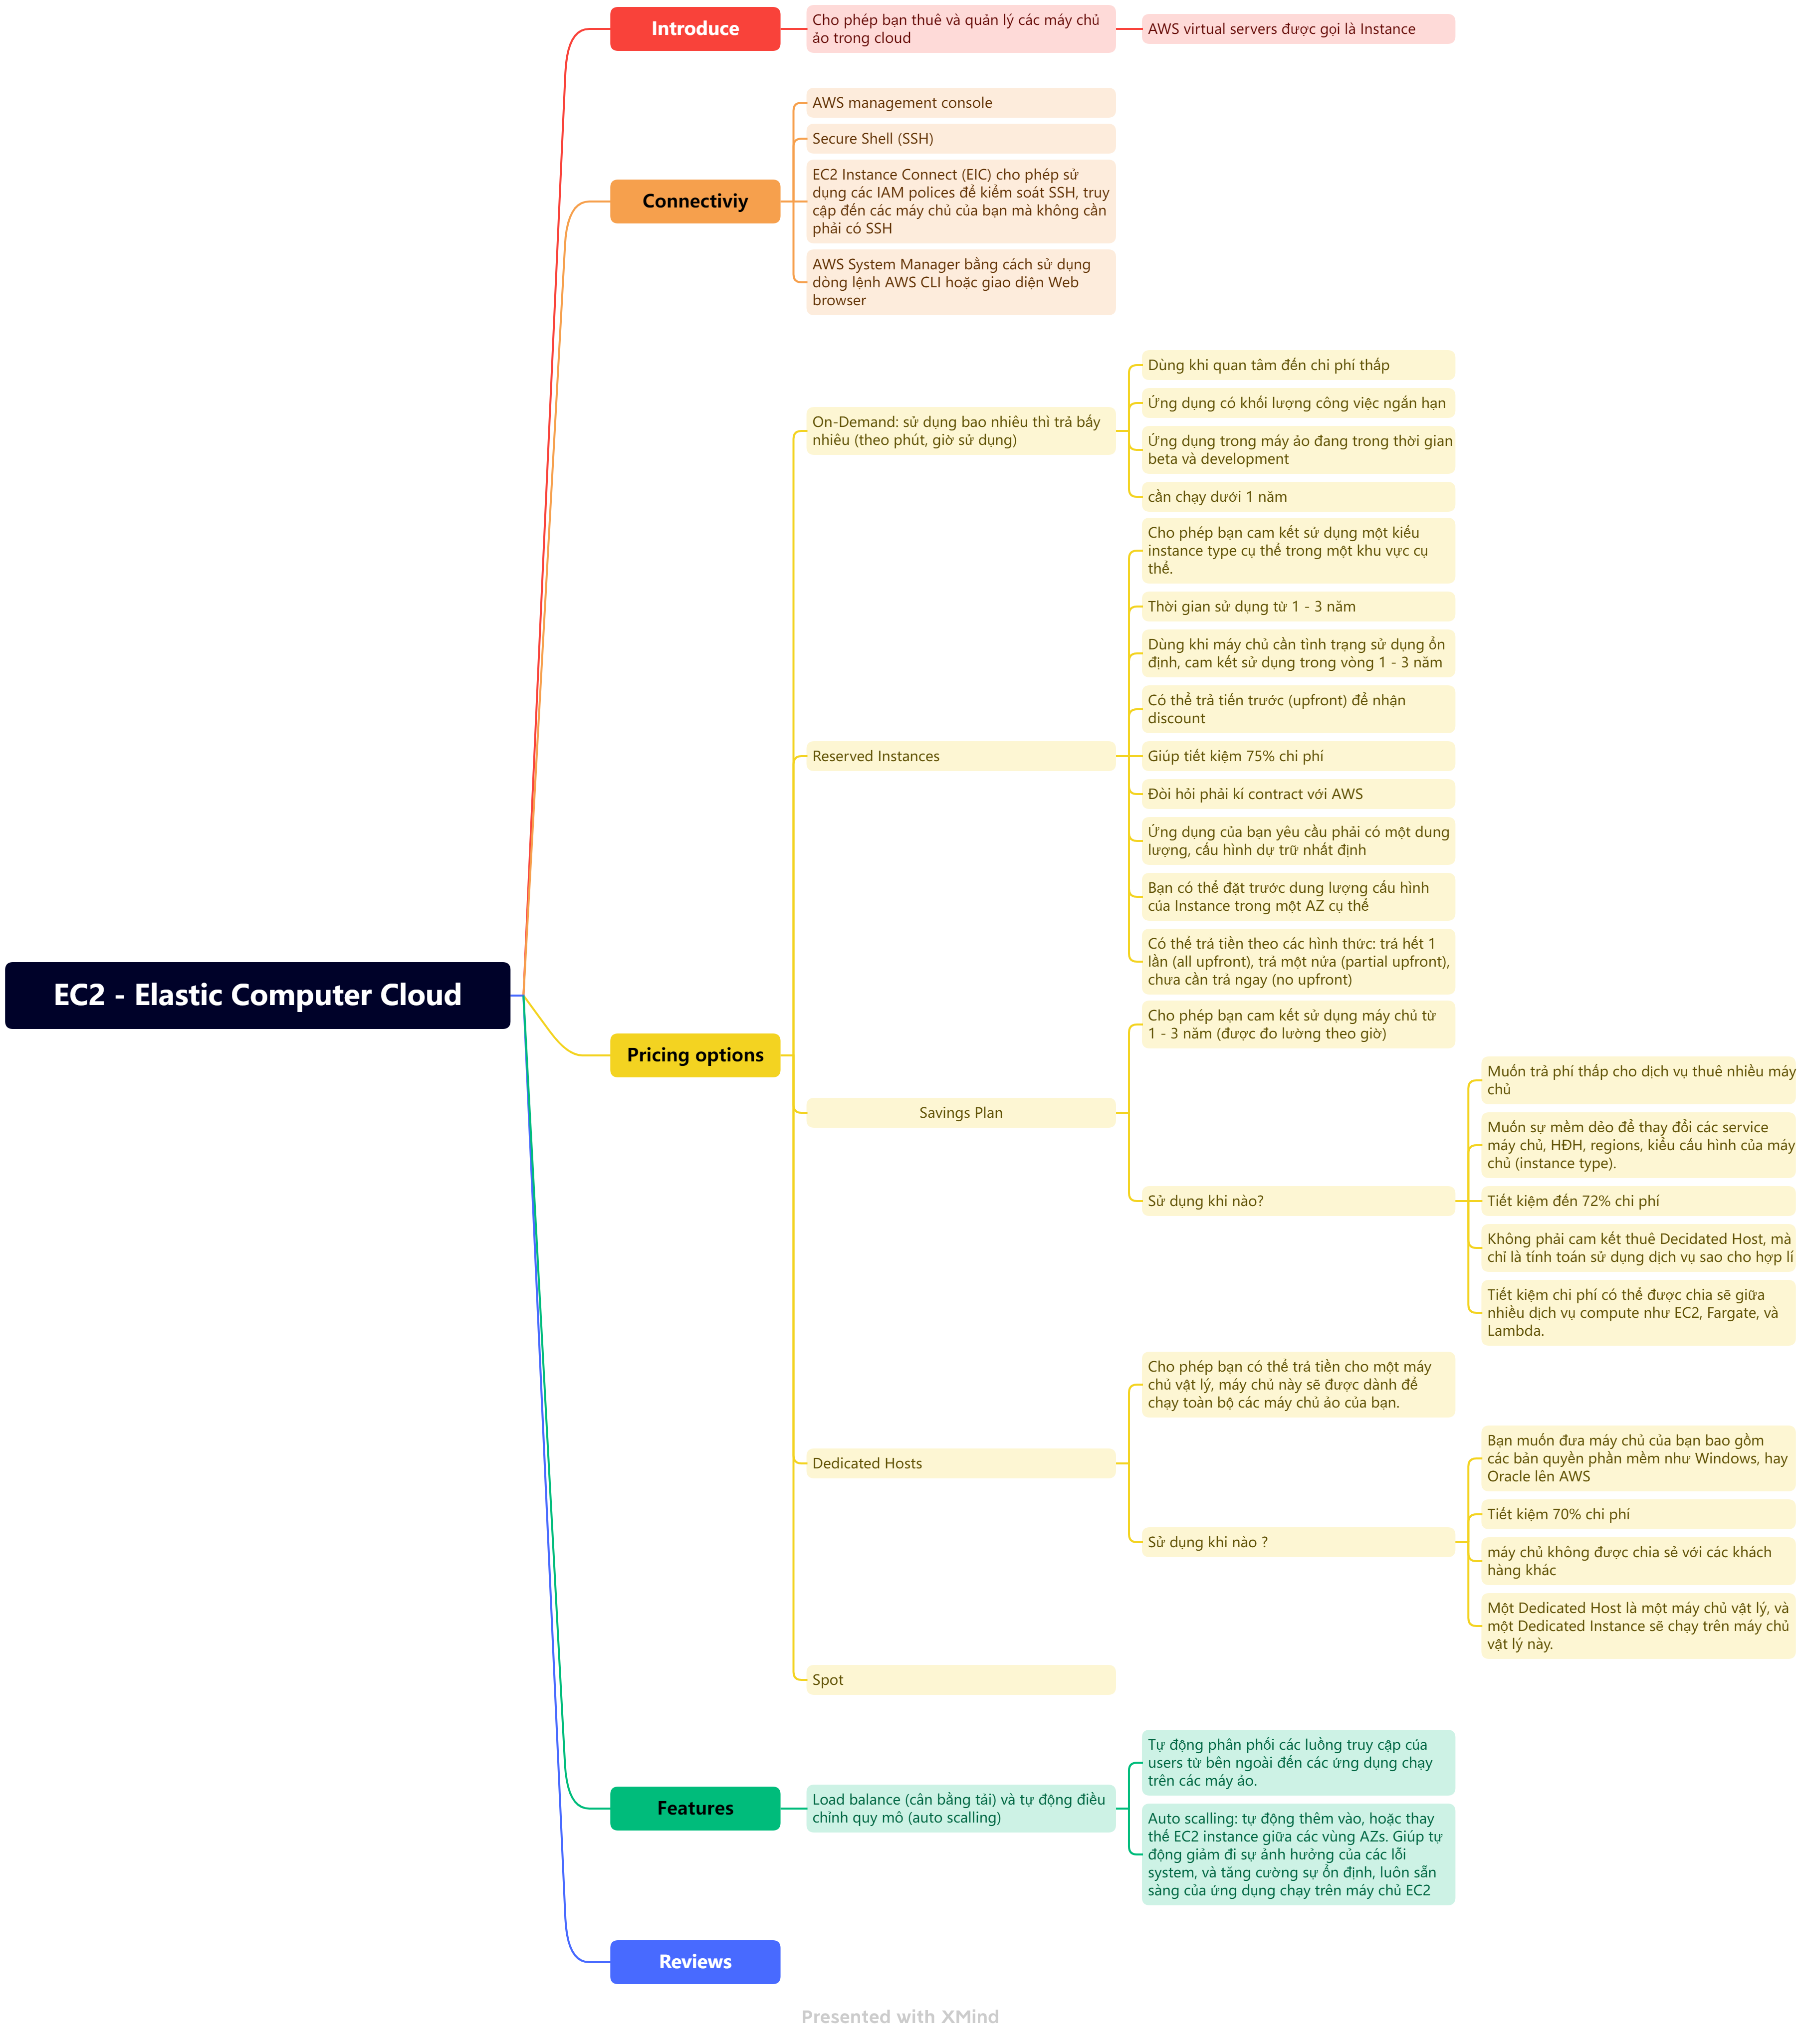 Introduce
Cho phép bạn thuê và quản lý các máy chủ
ảo trong cloud
AWS virtual servers được gọi là Instance
Connectiviy
AWS management console
Secure Shell (SSH)
EC2 Instance Connect (EIC) cho phép sử
dụng các IAM polices để kiểm soát SSH, truy
cập đến các máy chủ của bạn mà không cần
phải có SSH
AWS System Manager bằng cách sử dụng
dòng lệnh AWS CLI hoặc giao diện Web
browser
EC2 - Elastic Computer Cloud
Pricing options
On-Demand: sử dụng bao nhiêu thì trả bấy
nhiêu (theo phút, giờ sử dụng)
Dùng khi quan tâm đến chi phí thấp
Ứng dụng có khối lượng công việc ngắn hạn
Ứng dụng trong máy ảo đang trong thời gian
beta và development
cần chạy dưới 1 năm
Reserved Instances
Cho phép bạn cam kết sử dụng một kiểu
instance type cụ thể trong một khu vực cụ
thể.
Thời gian sử dụng từ 1 - 3 năm
Dùng khi máy chủ cần tình trạng sử dụng ổn
định, cam kết sử dụng trong vòng 1 - 3 năm
Có thể trả tiến trước (upfront) để nhận
discount
Giúp tiết kiệm 75% chi phí
Đòi hỏi phải kí contract với AWS
Ứng dụng của bạn yêu cầu phải có một dung
lượng, cấu hình dự trữ nhất định
Bạn có thể đặt trước dung lượng cấu hình
của Instance trong một AZ cụ thể
Có thể trả tiền theo các hình thức: trả hết 1
lần (all upfront), trả một nửa (partial upfront),
chưa cần trả ngay (no upfront)
Savings Plan
Cho phép bạn cam kết sử dụng máy chủ từ
1 - 3 năm (được đo lường theo giờ)
Sử dụng khi nào?
Muốn trả phí thấp cho dịch vụ thuê nhiều máy
chủ
Muốn sự mềm dẻo để thay đổi các service
máy chủ, HĐH, regions, kiểu cấu hình của máy
chủ (instance type).
Tiết kiệm đến 72% chi phí
Không phải cam kết thuê Decidated Host, mà
chỉ là tính toán sử dụng dịch vụ sao cho hợp lí
Tiết kiệm chi phí có thể được chia sẽ giữa
nhiều dịch vụ compute như EC2, Fargate, và
Lambda.
Dedicated Hosts
Cho phép bạn có thể trả tiền cho một máy
chủ vật lý, máy chủ này sẽ được dành để
chạy toàn bộ các máy chủ ảo của bạn.
Sử dụng khi nào ?
Bạn muốn đưa máy chủ của bạn bao gồm
các bản quyền phần mềm như Windows, hay
Oracle lên AWS
Tiết kiệm 70% chi phí
máy chủ không được chia sẻ với các khách
hàng khác
Một Dedicated Host là một máy chủ vật lý, và
một Dedicated Instance sẽ chạy trên máy chủ
vật lý này.
Spot
Features
Load balance (cân bằng tải) và tự động điều
chỉnh quy mô (auto scalling)
Tự động phân phối các luồng truy cập của
users từ bên ngoài đến các ứng dụng chạy
trên các máy ảo.
Auto scalling: tự động thêm vào, hoặc thay
thế EC2 instance giữa các vùng AZs. Giúp tự
động giảm đi sự ảnh hưởng của các lỗi
system, và tăng cường sự ổn định, luôn sẵn
sàng của ứng dụng chạy trên máy chủ EC2
Reviews
Presented with XMind